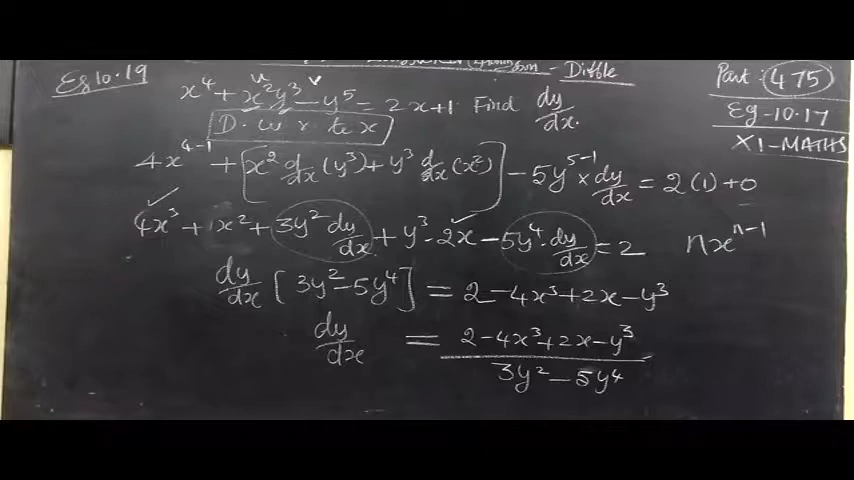 - Diffle
Eg 10.19
Part: 475
x⁴ + x²y³ - y⁵ = 2x+1 Find dy/dx.
Eg-10.17
D. w r to x
XI-MATHS
4x⁴⁻¹ + [x² d/dx (y³) + y³ d/dx (x²)] - 5y⁵⁻¹ × dy/dx = 2(1)+0
4x³ + x² + 3y² dy/dx + y³ - 2x - 5y⁴ · dy/dx = 2 nxⁿ⁻¹
dy/dx [3y² - 5y⁴] = 2 - 4x³ + 2x - y³
dy/dx = 2 - 4x³ + 2x - y³ / 3y² - 5y⁴